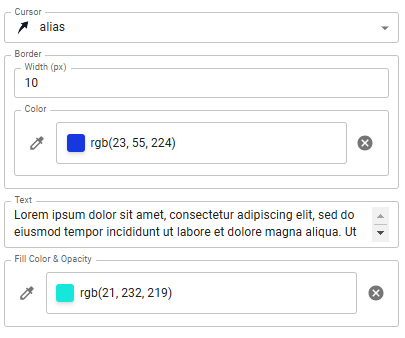 Cursor
alias
Border
Width (px)
10
Color
rgb(23, 55, 224)
Text
Lorem ipsum dolor sit amet, consectetur adipiscing elit, sed do
eiusmod tempor incididunt ut labore et dolore magna aliqua. Ut
Fill Color & Opacity
rgb(21, 232, 219)